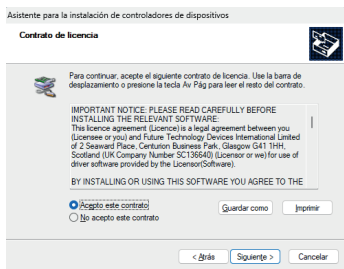 Asistente para la instalación de controladores de dispositivos
Contrato de licencia
Para continuar, acepte el siguiente contrato de licencia. Use la barra de
desplazamiento o presione la tecla Av Pág para leer el resto del contrato.
IMPORTANT NOTICE: PLEASE READ CAREFULLY BEFORE
INSTALLING THE RELEVANT SOFTWARE:
This licence agreement (Licence) is a legal agreement between you
(Licensee or you) and Future Technology Devices International Limited
of 2 Seaward Place, Centurion Business Park, Glasgow G41 1HH,
Scotland (UK Company Number SC136640) (Licensor or we) for use of
driver software provided by the Licensor(Software).
BY INSTALLING OR USING THIS SOFTWARE YOU AGREE TO THE
Acepto este contrato
No acepto este contrato
Guardar como
Imprimir
< Atrás
Siguiente >
Cancelar